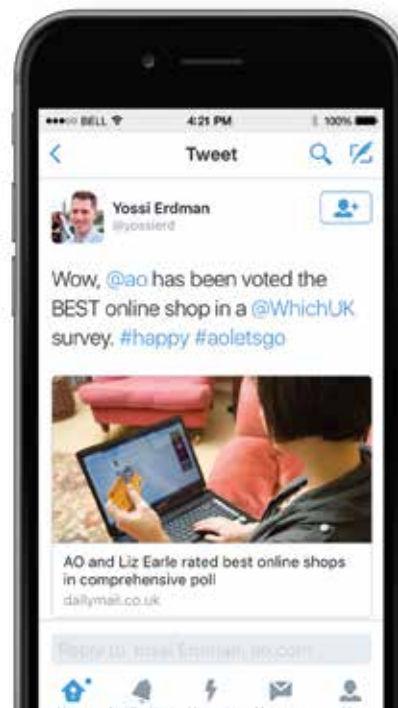 BELL 4:21 PM 100%
Tweet
Yossi Erdman
@yossierd
Wow, @ao has been voted the
BEST online shop in a @WhichUK
survey. #happy #aoletsgo
AO and Liz Earle rated best online shops
in comprehensive poll
dailymail.co.uk
Reply to Yossi Erdman, ao.com